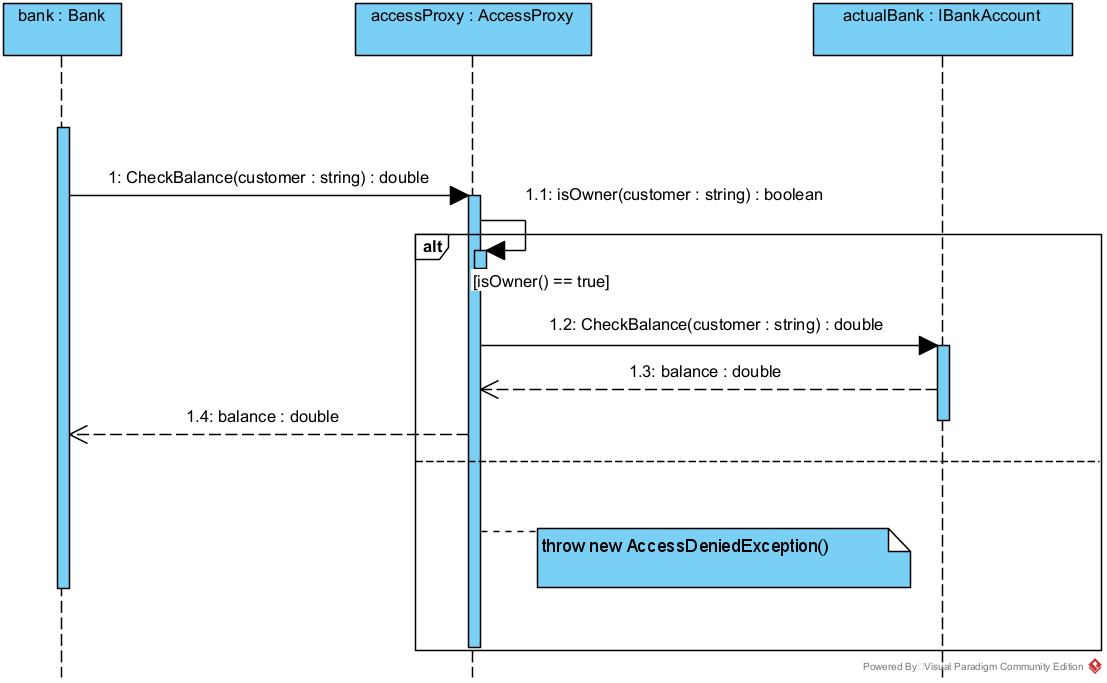 bank : Bank
accessProxy : AccessProxy
actualBank : IBankAccount
1: CheckBalance(customer : string) : double
1.1: isOwner(customer : string) : boolean
alt
[isOwner() == true]
1.2: CheckBalance(customer : string) : double
1.3: balance : double
1.4: balance : double
throw new AccessDeniedException()
Powered By Visual Paradigm Community Edition